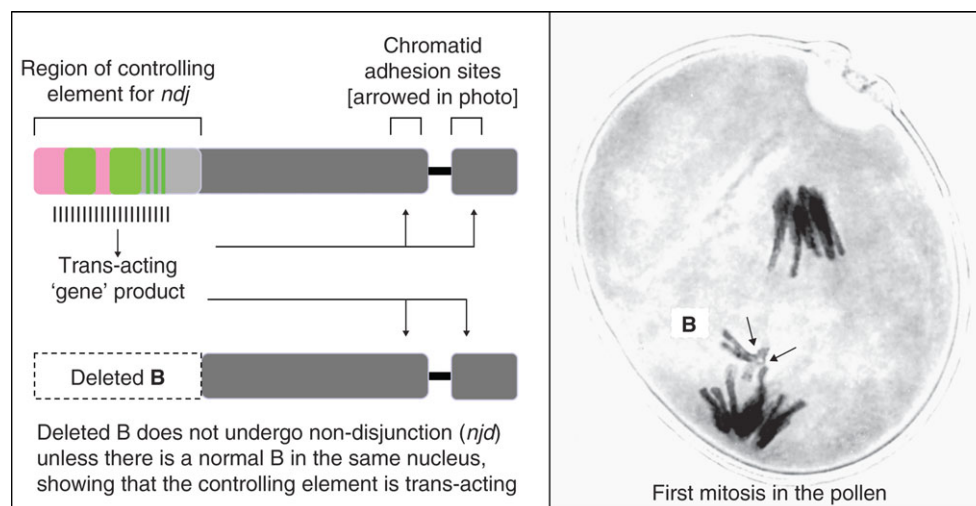 Region of controlling
element for ndj
Chromatid
adhesion sites
[arrowed in photo]
Trans-acting
‘gene’ product
Deleted B
Deleted B does not undergo non-disjunction (njd)
unless there is a normal B in the same nucleus,
showing that the controlling element is trans-acting
B
First mitosis in the pollen